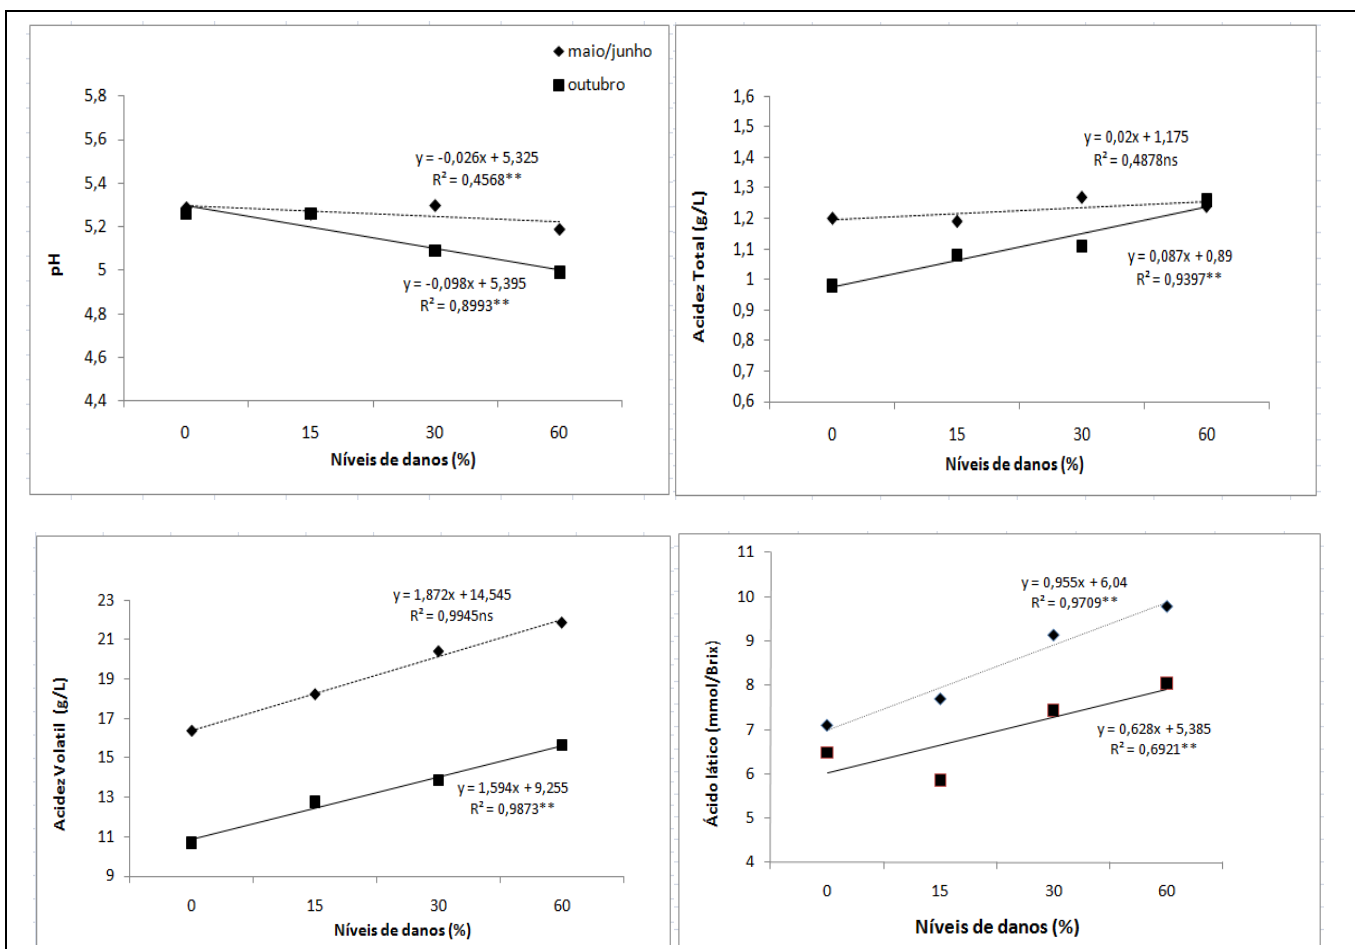 maio/junho
outubro
5,8
5,6
5,4
5,2
5
4,8
4,6
4,4
pH
y = -0,026x + 5,325
R² = 0,4568**
y = -0,098x + 5,395
R² = 0,8993**
0 15 30 60
Níveis de danos (%)
1,6
1,5
1,4
1,3
1,2
1,1
1
0,9
0,8
0,7
0,6
Acidez Total (g/L)
y = 0,02x + 1,175
R² = 0,4878ns
y = 0,087x + 0,89
R² = 0,9397**
0 15 30 60
Níveis de danos (%)
23
21
19
17
15
13
11
9
Acidez Volatil (g/L)
y = 1,872x + 14,545
R² = 0,9945ns
y = 1,594x + 9,255
R² = 0,9873**
0 15 30 60
Níveis de danos (%)
11
10
9
8
7
6
5
4
Ácido lático (mmol/Brix)
y = 0,955x + 6,04
R² = 0,9709**
y = 0,628x + 5,385
R² = 0,6921**
0 15 30 60
Níveis de danos (%)